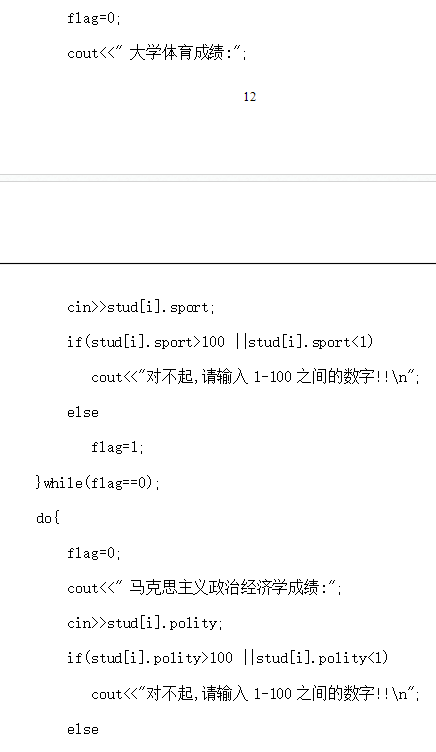 flag=0;
cout<<" 大学体育成绩:";
12
cin>>stud[i].sport;
if(stud[i].sport>100 ||stud[i].sport<1)
cout<<"对不起,请输入 1-100 之间的数字!!\n";
else
flag=1;
}while(flag==0);
do{
flag=0;
cout<<" 马克思主义政治经济学成绩:";
cin>>stud[i].polity;
if(stud[i].polity>100 ||stud[i].polity<1)
cout<<"对不起,请输入 1-100 之间的数字!!\n";
else